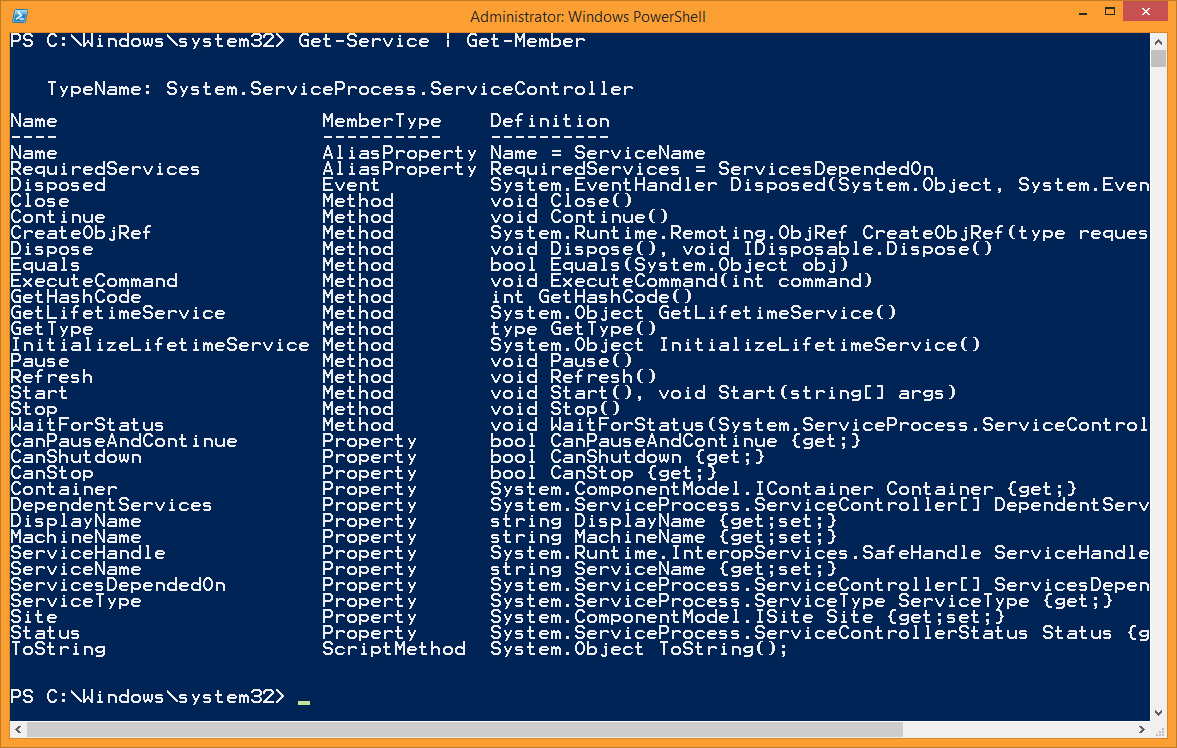 Administrator: Windows PowerShell
PS C:\Windows\system32> Get-Service | Get-Member
TypeName: System.ServiceProcess.ServiceController
Name MemberType Definition
---- ---------- ----------
Name AliasProperty Name = ServiceName
RequiredServices AliasProperty RequiredServices = ServicesDependedOn
Disposed Event System.EventHandler Disposed(System.Object, System.Even
Close Method void Close()
Continue Method void Continue()
CreateObjRef Method System.Runtime.Remoting.ObjRef CreateObjRef(type reques
Dispose Method void Dispose(), void IDisposable.Dispose()
Equals Method bool Equals(System.Object obj)
ExecuteCommand Method void ExecuteCommand(int command)
GetHashCode Method int GetHashCode()
GetLifetimeService Method System.Object GetLifetimeService()
GetType Method type GetType()
InitializeLifetimeService Method System.Object InitializeLifetimeService()
Pause Method void Pause()
Refresh Method void Refresh()
Start Method void Start(), void Start(string[] args)
Stop Method void Stop()
WaitForStatus Method void WaitForStatus(System.ServiceProcess.ServiceControl
CanPauseAndContinue Property bool CanPauseAndContinue {get;}
CanShutdown Property bool CanShutdown {get;}
CanStop Property bool CanStop {get;}
Container Property System.ComponentModel.IContainer Container {get;}
DependentServices Property System.ServiceProcess.ServiceController[] DependentServ
DisplayName Property string DisplayName {get;set;}
MachineName Property string MachineName {get;set;}
ServiceHandle Property System.Runtime.InteropServices.SafeHandle ServiceHandle
ServiceName Property string ServiceName {get;set;}
ServicesDependedOn Property System.ServiceProcess.ServiceController[] ServicesDepen
ServiceType Property System.ServiceProcess.ServiceType ServiceType {get;}
Site Property System.ComponentModel.ISite Site {get;set;}
Status Property System.ServiceProcess.ServiceControllerStatus Status {g
ToString ScriptMethod System.Object ToString();
PS C:\Windows\system32> _